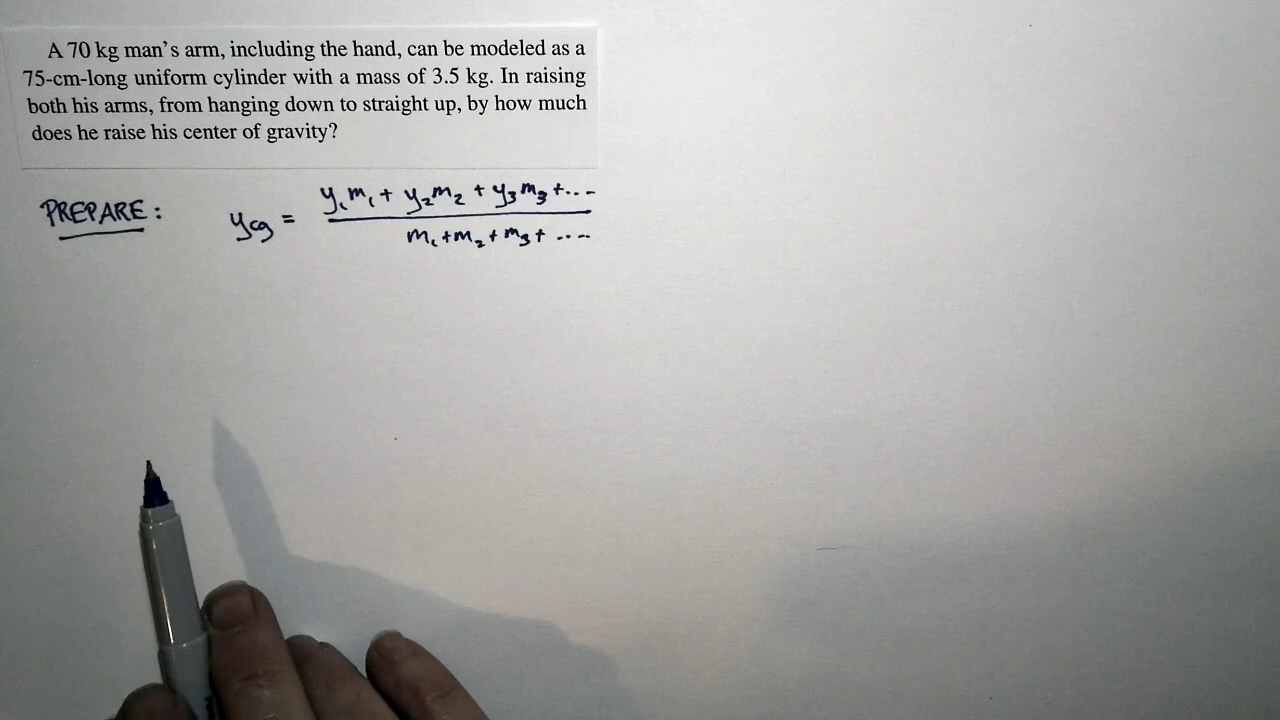 A 70 kg man's arm, including the hand, can be modeled as a
75-cm-long uniform cylinder with a mass of 3.5 kg. In raising
both his arms, from hanging down to straight up, by how much
does he raise his center of gravity?
PREPARE: y_cg = (y₁m₁ + y₂m₂ + y₃m₃ + ....) / (m₁ + m₂ + m₃ + ....)